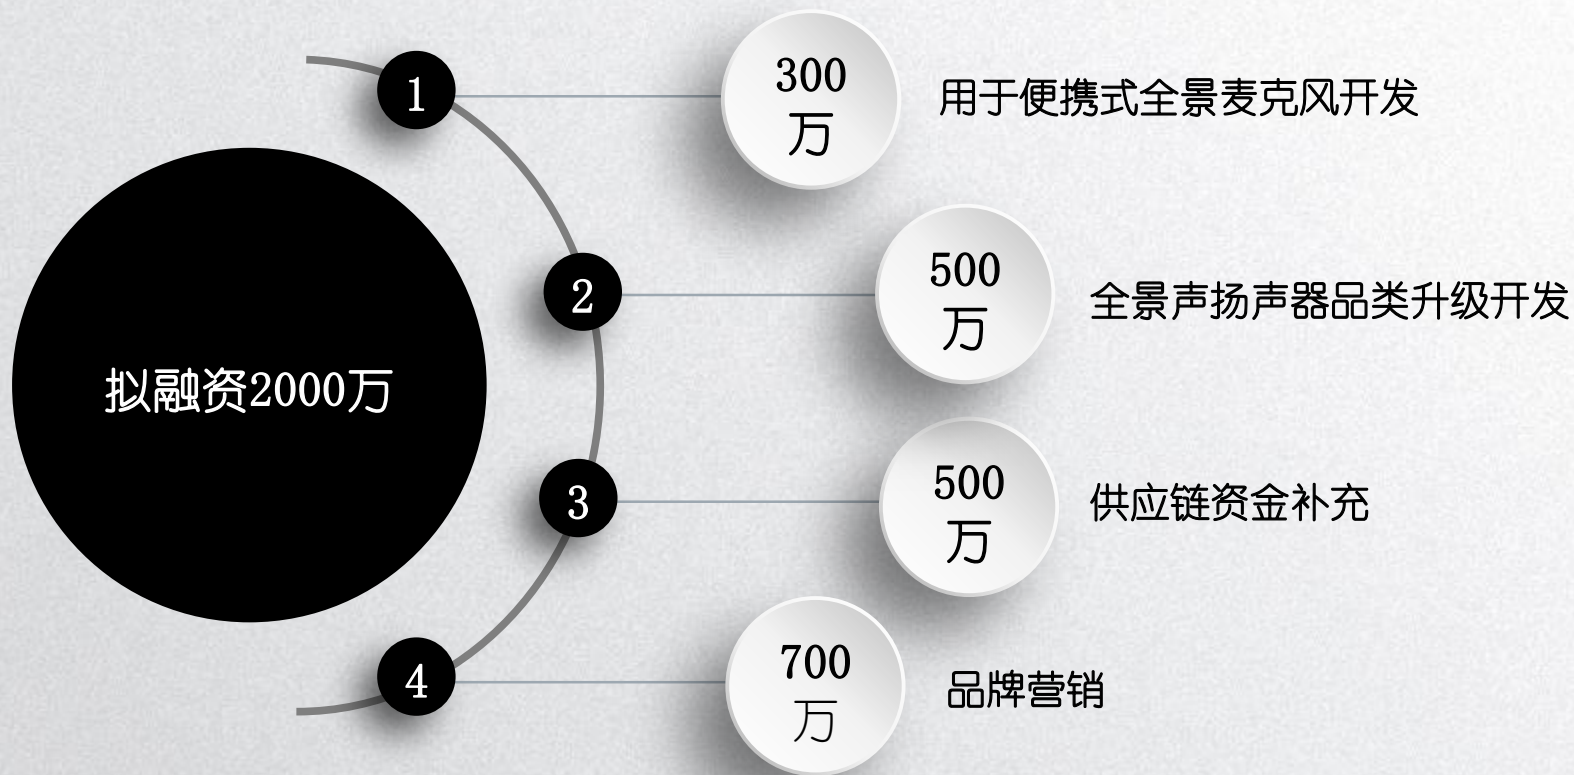 1
300
万
用于便携式全景麦克风开发
2
500
万
全景声扬声器品类升级开发
拟融资2000万
3
500
万
供应链资金补充
4
700
万
品牌营销